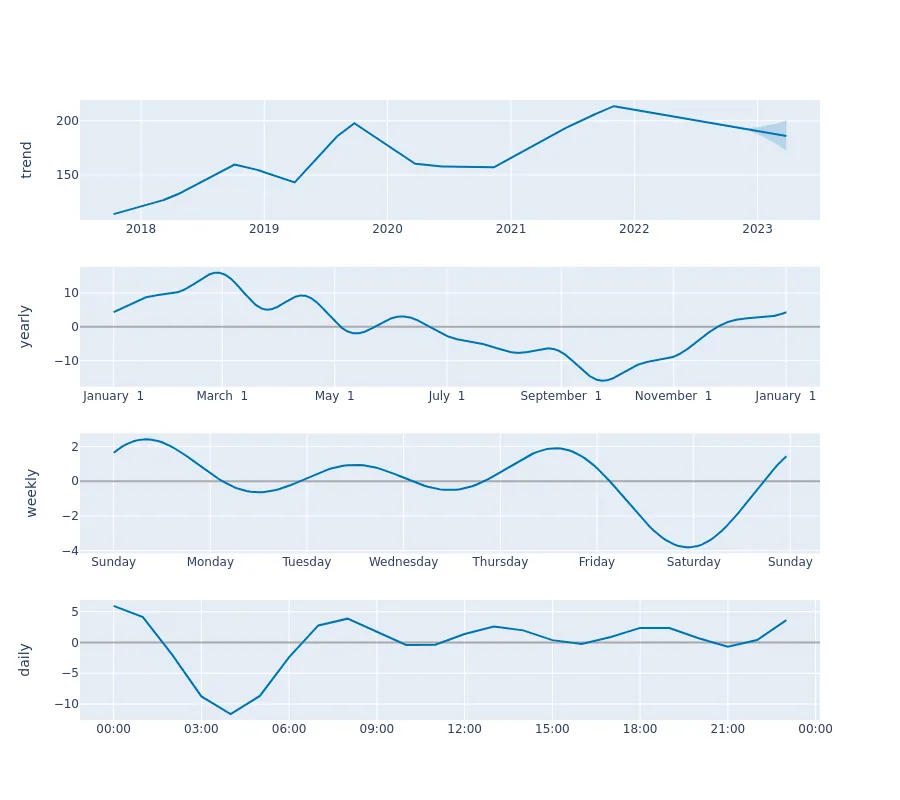 trend
200
150
2018 2019 2020 2021 2022 2023
yearly
10
0
−10
January 1 March 1 May 1 July 1 September 1 November 1 January 1
weekly
2
0
−2
−4
Sunday Monday Tuesday Wednesday Thursday Friday Saturday Sunday
daily
5
0
−5
−10
00:00 03:00 06:00 09:00 12:00 15:00 18:00 21:00 00:00